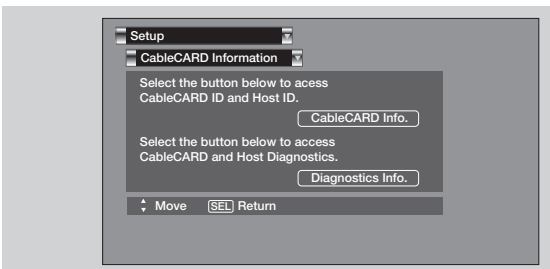 Setup
CableCARD Information
Select the button below to acess
CableCARD ID and Host ID.
CableCARD Info.
Select the button below to access
CableCARD and Host Diagnostics.
Diagnostics Info.
Move SEL Return